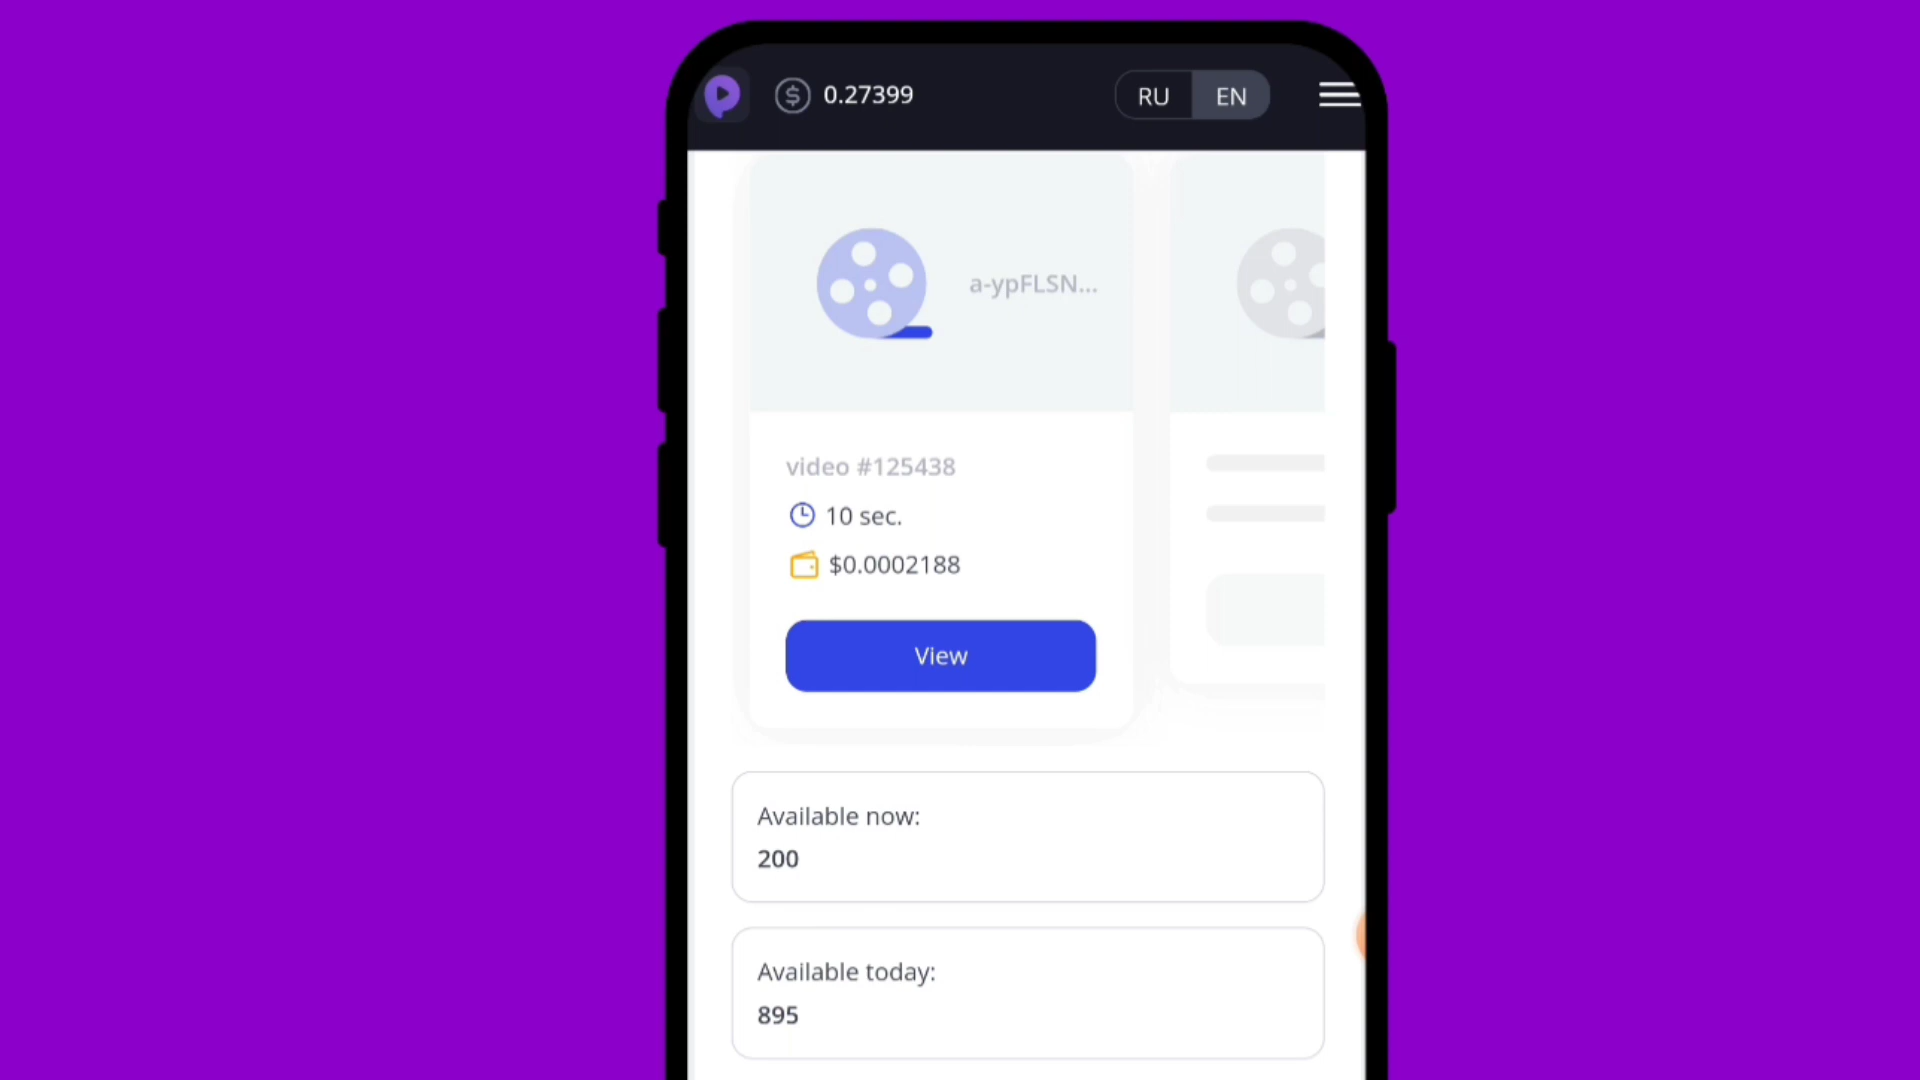 0.27399
RU EN
a-ypFLSN...
video #125438
10 sec.
$0.0002188
View
Available now:
200
Available today:
895